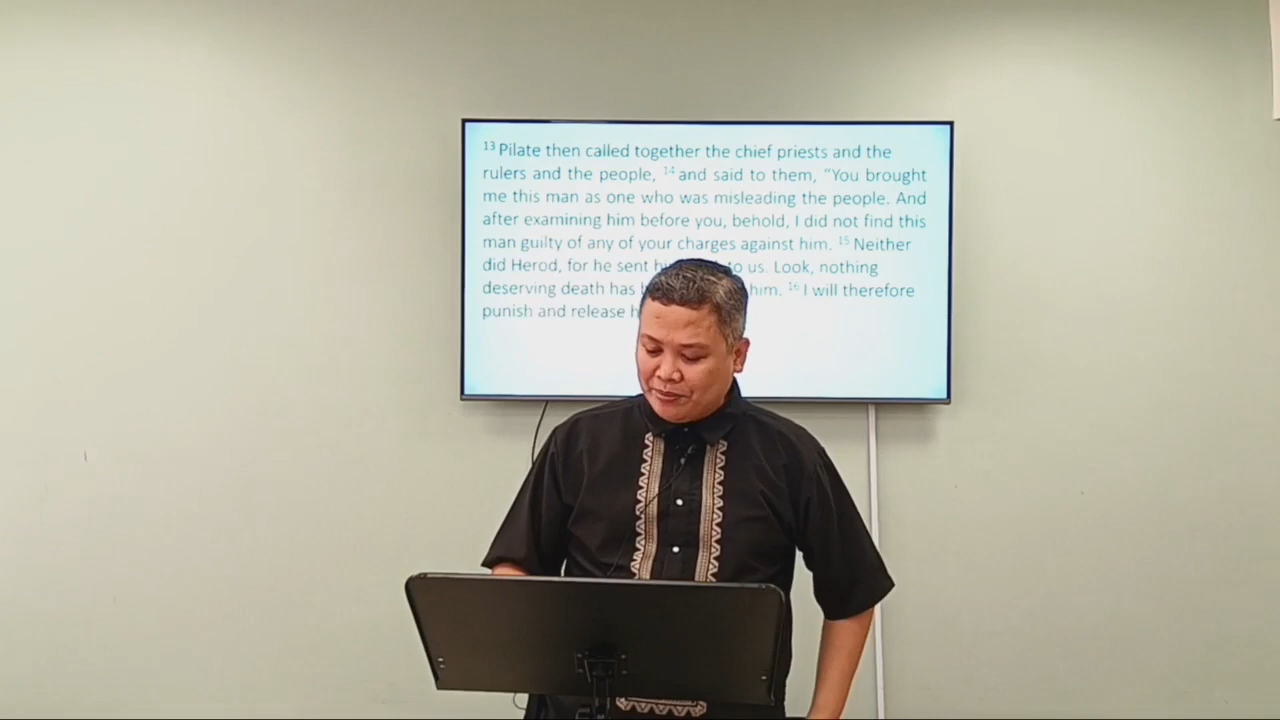 13 Pilate then called together the chief priests and the
rulers and the people, 14 and said to them, “You brought
me this man as one who was misleading the people. And
after examining him before you, behold, I did not find this
man guilty of any of your charges against him. 15 Neither
did Herod, for he sent to us. Look, nothing
deserving death has him. 16 I will therefore
punish and release